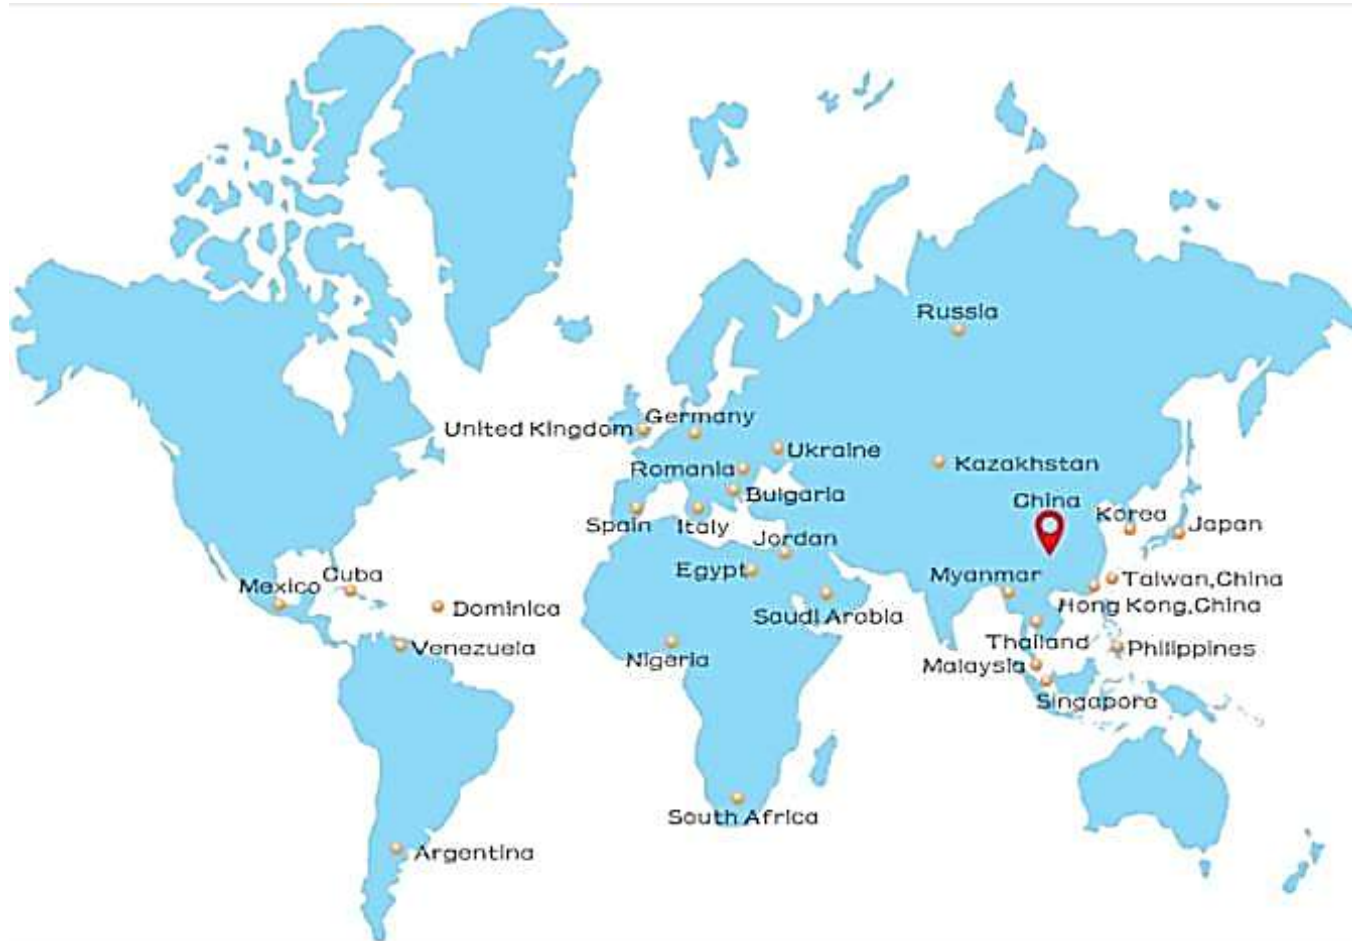 Russia
United Kingdom
Germany
Ukraine
Romania
Kazakhstan
Bulgaria
China
Spain
Italy
Korea
Japan
Jordan
Egypt
Myanmar
Cuba
Mexico
Taiwan,China
Dominica
Saudi Arabia
Hong Kong,China
Venezuela
Nigeria
Thailand
Philippines
Malaysia
Singapore
South Africa
Argentina